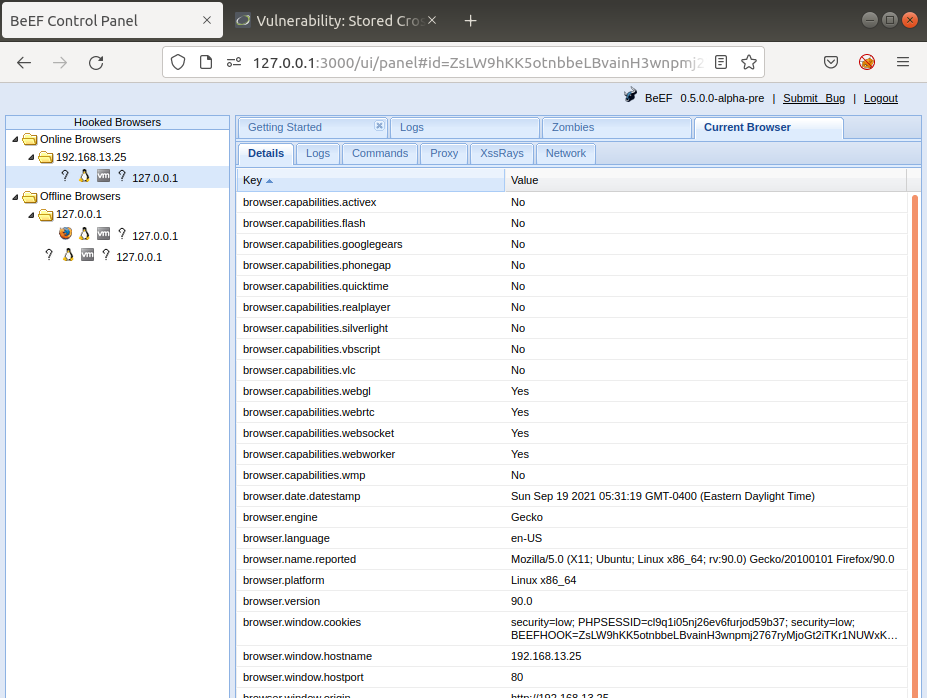 BeEF Control Panel
Vulnerability: Stored Cros
127.0.0.1:3000/ui/panel#id=ZsLW9hKK5otnbbeLBvainH3wnpmj2
BeEF 0.5.0.0-alpha-pre | Submit Bug | Logout
Hooked Browsers
Online Browsers
192.168.13.25
? vm ? 127.0.0.1
Offline Browsers
127.0.0.1
vm ? 127.0.0.1
? vm ? 127.0.0.1
Getting Started Logs Zombies Current Browser
Details Logs Commands Proxy XssRays Network
Key Value
browser.capabilities.activex No
browser.capabilities.flash No
browser.capabilities.googlegears No
browser.capabilities.phonegap No
browser.capabilities.quicktime No
browser.capabilities.realplayer No
browser.capabilities.silverlight No
browser.capabilities.vbscript No
browser.capabilities.vlc No
browser.capabilities.webgl Yes
browser.capabilities.webrtc Yes
browser.capabilities.websocket Yes
browser.capabilities.webworker Yes
browser.capabilities.wmp No
browser.date.datestamp Sun Sep 19 2021 05:31:19 GMT-0400 (Eastern Daylight Time)
browser.engine Gecko
browser.language en-US
browser.name.reported Mozilla/5.0 (X11; Ubuntu; Linux x86_64; rv:90.0) Gecko/20100101 Firefox/90.0
browser.platform Linux x86_64
browser.version 90.0
browser.window.cookies security=low; PHPSESSID=cl9q1i05nj26ev6furjod59b37; security=low;
BEEFHOOK=ZsLW9hKK5otnbbeLBvainH3wnpmj2767ryMjoGt2iTKr1NUWxK...
browser.window.hostname 192.168.13.25
browser.window.hostport 80
browser.window.origin http://192.168.13.25